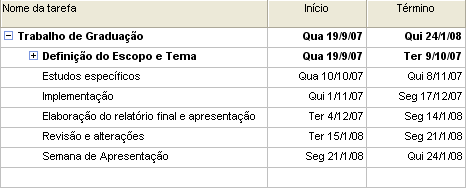 Nome da tarefa Início Término
Trabalho de Graduação Qua 19/9/07 Qui 24/1/08
Definição do Escopo e Tema Qua 19/9/07 Ter 9/10/07
Estudos específicos Qua 10/10/07 Qui 8/11/07
Implementação Qui 1/11/07 Seg 17/12/07
Elaboração do relatório final e apresentação Ter 4/12/07 Seg 14/1/08
Revisão e alterações Ter 15/1/08 Seg 21/1/08
Semana de Apresentação Seg 21/1/08 Qui 24/1/08